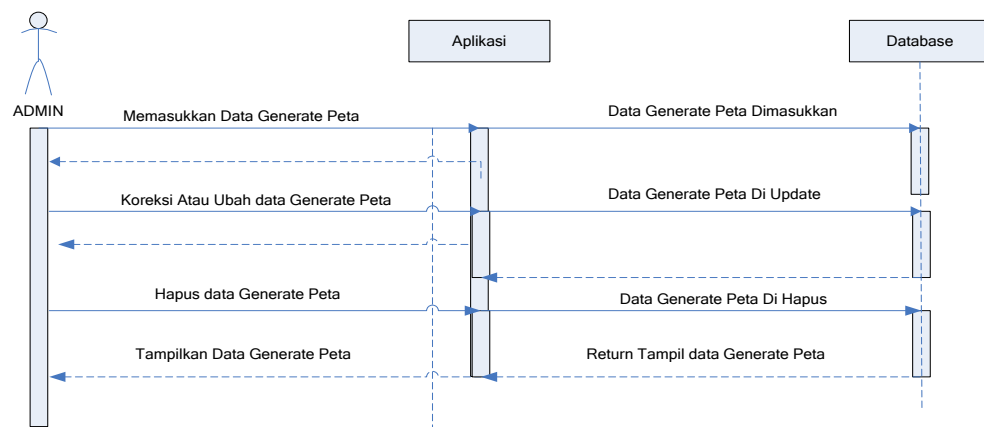 Aplikasi
Database
ADMIN
Memasukkan Data Generate Peta
Data Generate Peta Dimasukkan
Koreksi Atau Ubah data Generate Peta
Data Generate Peta Di Update
Hapus data Generate Peta
Data Generate Peta Di Hapus
Tampilkan Data Generate Peta
Return Tampil data Generate Peta